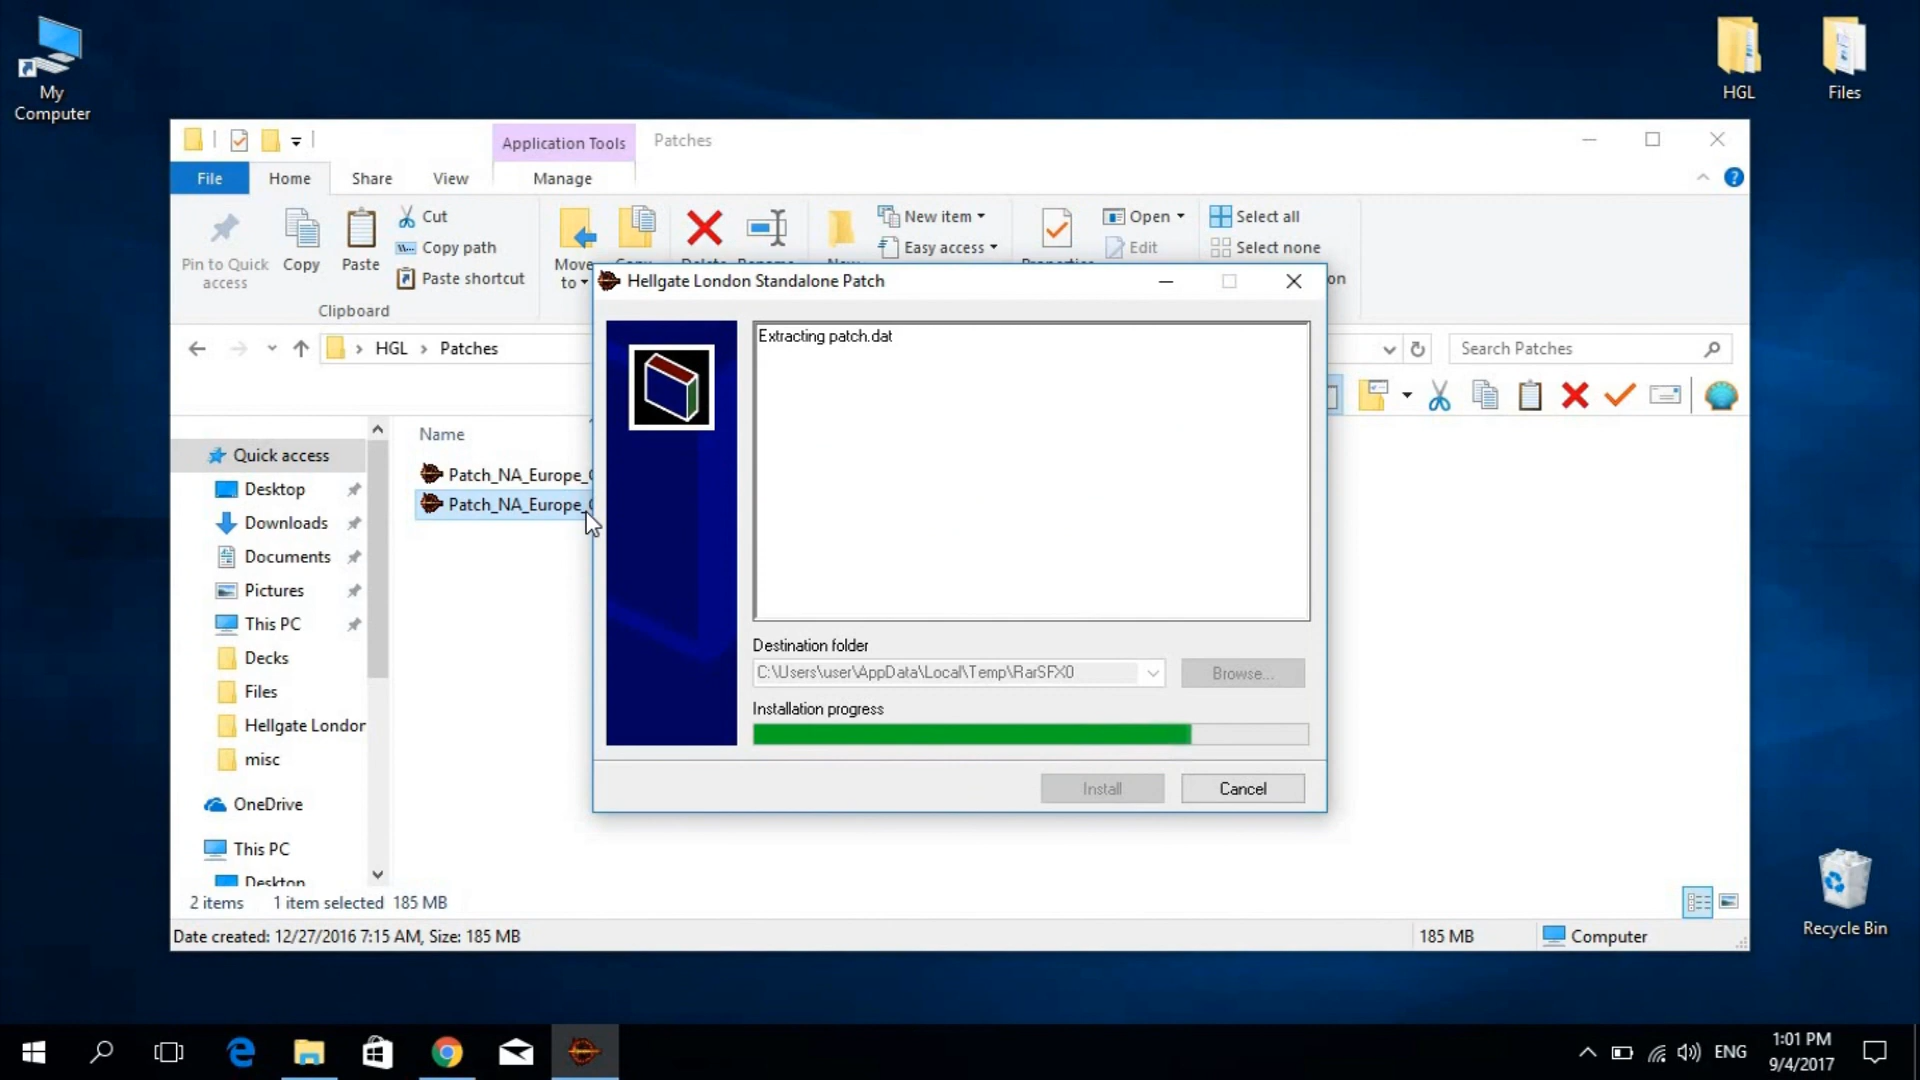 My
Computer
HGL
Files
Application Tools
Patches
File
Home
Share
View
Manage
Pin to Quick
access
Copy
Paste
Cut
Copy path
Paste shortcut
Clipboard
Move
to
New item
Easy access
Open
Edit
Select all
Select none
Hellgate London Standalone Patch
HGL
Patches
Search Patches
Extracting patch.dat
Name
Patch_NA_Europe_
Patch_NA_Europe_
Quick access
Desktop
Downloads
Documents
Pictures
This PC
Decks
Files
Hellgate London
misc
OneDrive
This PC
Desktop
Destination folder
C:\Users\user\AppData\Local\Temp\RarSFX0
Browse...
Installation progress
Install
Cancel
2 items
1 item selected 185 MB
Date created: 12/27/2016 7:15 AM, Size: 185 MB
185 MB
Computer
Recycle Bin
ENG
1:01 PM
9/4/2017